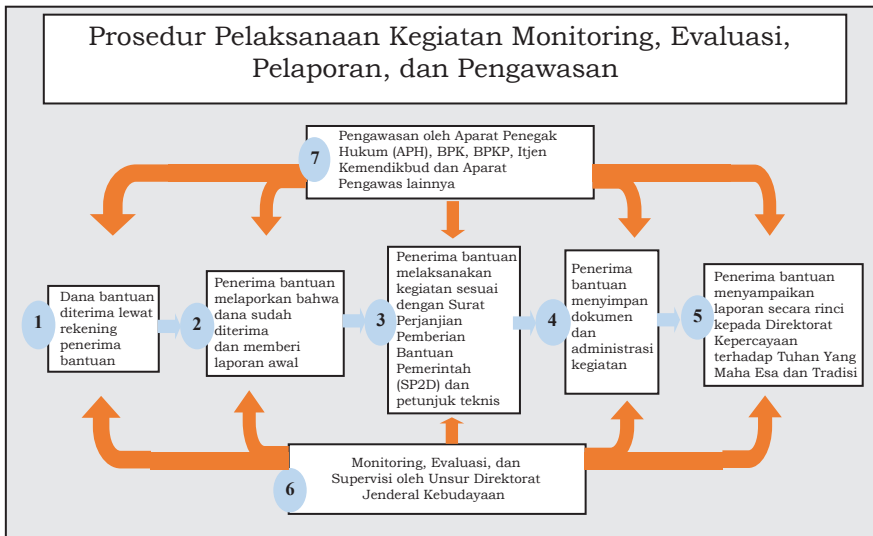 Prosedur Pelaksanaan Kegiatan Monitoring, Evaluasi,
Pelaporan, dan Pengawasan
7
Pengawasan oleh Aparat Penegak
Hukum (APH), BPK, BPKP, Itjen
Kemendikbud dan Aparat
Pengawas lainnya
1
Dana bantuan
diterima lewat
rekening
penerima
bantuan
2
Penerima bantuan
melaporkan bahwa
dana sudah
diterima
dan memberi
laporan awal
3
Penerima bantuan
melaksanakan
kegiatan sesuai
dengan Surat
Perjanjian
Pemberian
Bantuan
Pemerintah
(SP2D) dan
petunjuk teknis
4
Penerima
bantuan
menyimpan
dokumen
dan
administrasi
kegiatan
5
Penerima bantuan
menyampaikan
laporan secara rinci
kepada Direktorat
Kepercayaan
terhadap Tuhan Yang
Maha Esa dan Tradisi
6
Monitoring, Evaluasi, dan
Supervisi oleh Unsur Direktorat
Jenderal Kebudayaan